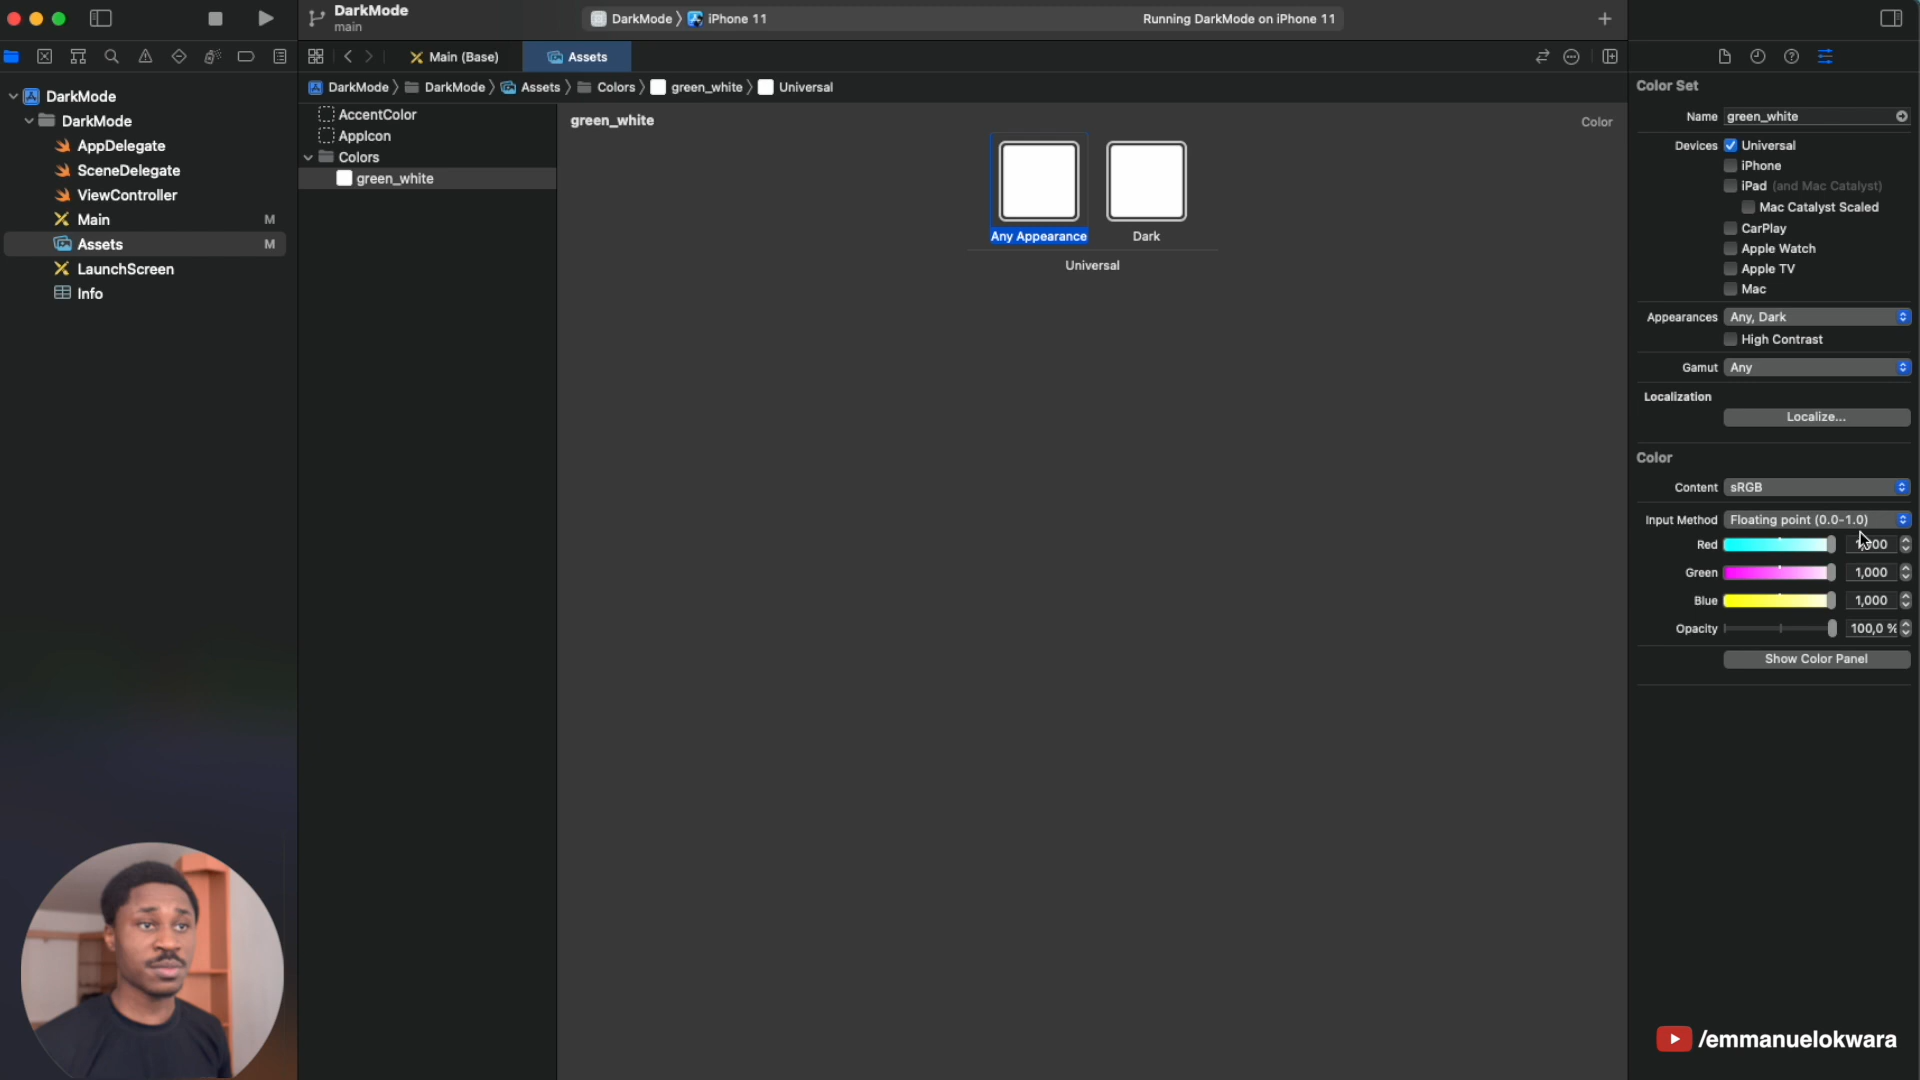 DarkMode
main
DarkMode 〉 iPhone 11
Running DarkMode on iPhone 11
Main (Base)
Assets
DarkMode 〉 DarkMode 〉 Assets 〉 Colors 〉 green_white 〉 Universal
DarkMode
DarkMode
AppDelegate
SceneDelegate
ViewController
Main M
Assets M
LaunchScreen
Info
AccentColor
AppIcon
Colors
green_white
green_white
Color
Any Appearance
Dark
Universal
Color Set
Name green_white
Devices Universal
iPhone
iPad (and Mac Catalyst)
Mac Catalyst Scaled
CarPlay
Apple Watch
Apple TV
Mac
Appearances Any, Dark
High Contrast
Gamut Any
Localization
Localize...
Color
Content sRGB
Input Method Floating point (0.0-1.0)
Red 1,000
Green 1,000
Blue 1,000
Opacity 100,0 %
Show Color Panel
/emmanuelokwara